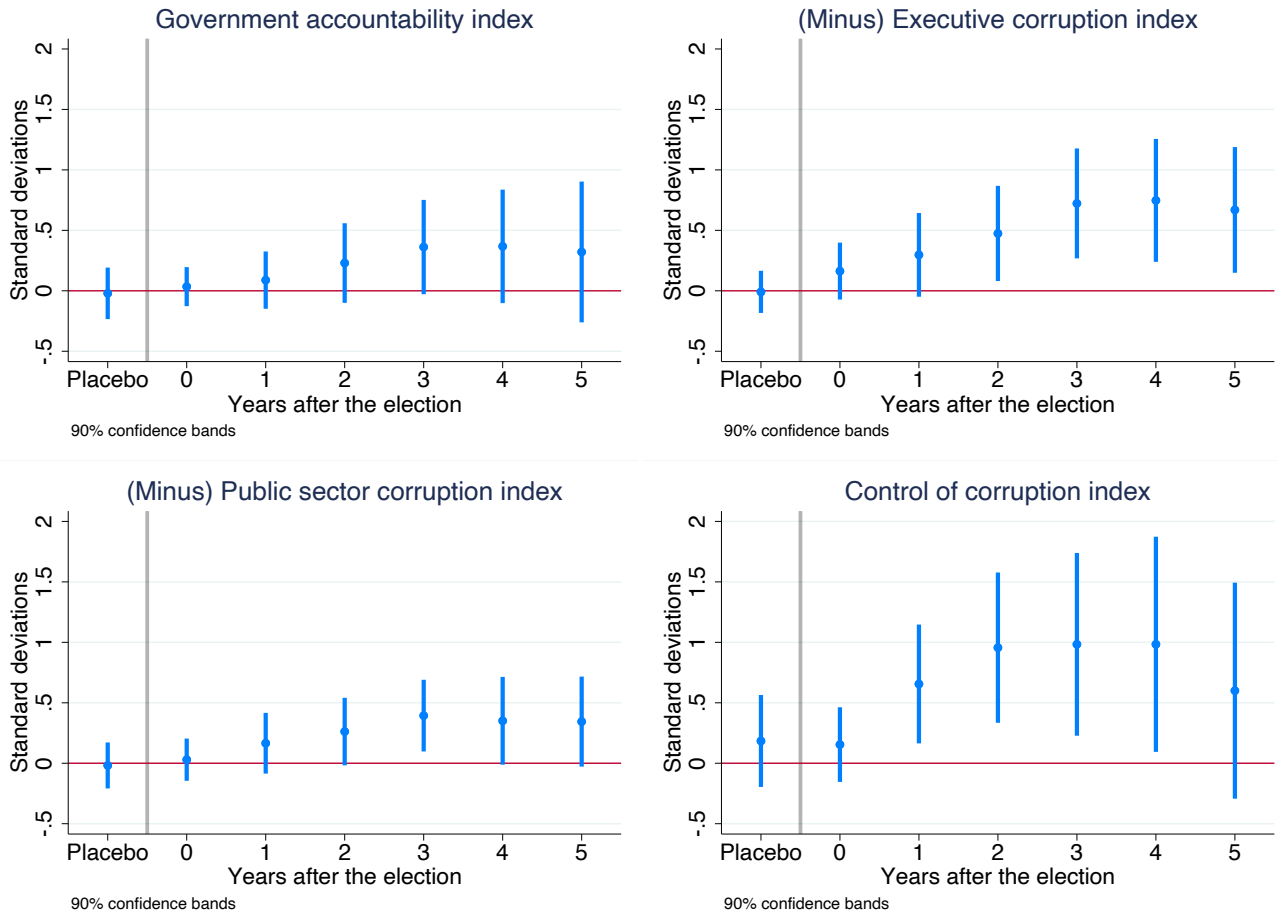 Government accountability index
Standard deviations
2
1.5
1
.5
0
-.5
Placebo 0 1 2 3 4 5
Years after the election
90% confidence bands
(Minus) Executive corruption index
Standard deviations
2
1.5
1
.5
0
-.5
Placebo 0 1 2 3 4 5
Years after the election
90% confidence bands
(Minus) Public sector corruption index
Standard deviations
2
1.5
1
.5
0
-.5
Placebo 0 1 2 3 4 5
Years after the election
90% confidence bands
Control of corruption index
Standard deviations
2
1.5
1
.5
0
-.5
Placebo 0 1 2 3 4 5
Years after the election
90% confidence bands